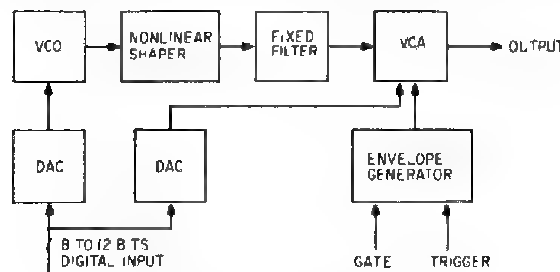 VCO
NONLINEAR
SHAPER
FIXED
FILTER
VCA
OUTPUT
DAC
DAC
ENVELOPE
GENERATOR
8 TO 12 BITS
DIGITAL INPUT
GATE
TRIGGER